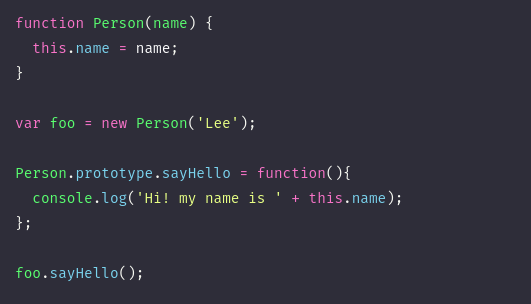 function Person(name) {
  this.name = name;
}

var foo = new Person('Lee');

Person.prototype.sayHello = function(){
  console.log('Hi! my name is ' + this.name);
};

foo.sayHello();